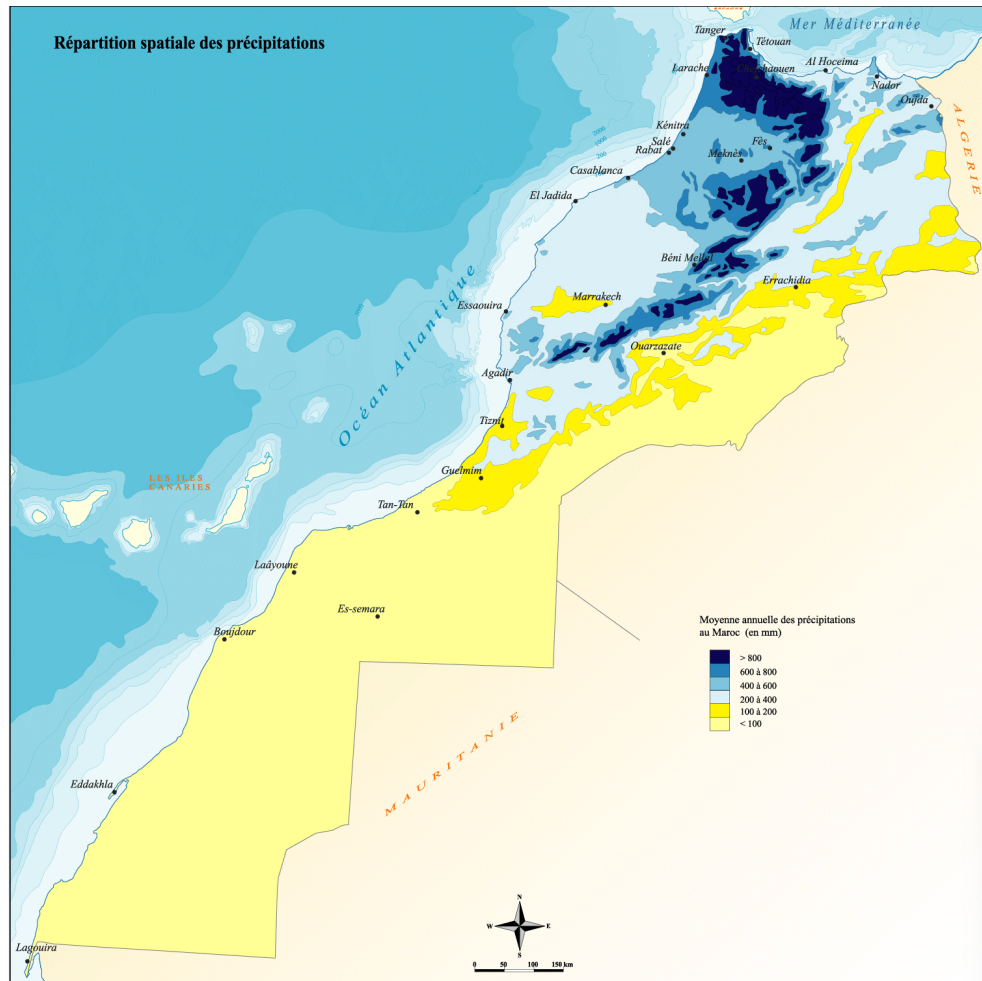 Répartition spatiale des précipitations
Mer Méditerranée
Tanger
Tétouan
Larache
Chefchaouen
Al Hoceima
Nador
Oujda
ALGERIE
Kénitra
Salé
Rabat
Fès
Meknès
Casablanca
El Jadida
Béni Mellal
Errachidia
Marrakech
Essaouira
Océan Atlantique
Ouarzazate
Agadir
Tiznit
Guelmim
LES ILES
CANARIES
Tan-Tan
Laâyoune
Es-semara
Boujdour
Moyenne annuelle des précipitations
au Maroc (en mm)
> 800
600 à 800
400 à 600
200 à 400
100 à 200
< 100
MAURITANIE
Eddakhla
Lagouira
N
W E
S
0 50 100 150 km